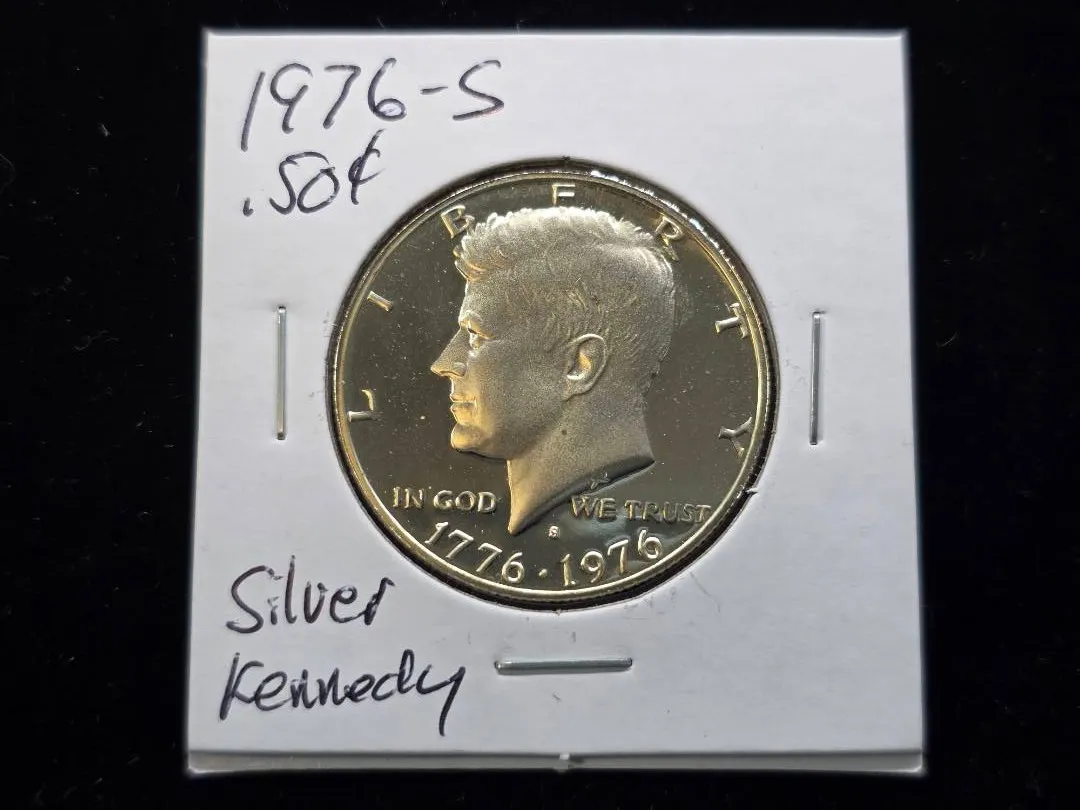 1976-S
.50¢
LIBERTY
IN GOD WE TRUST
S
1776·1976
Silver
Kennedy